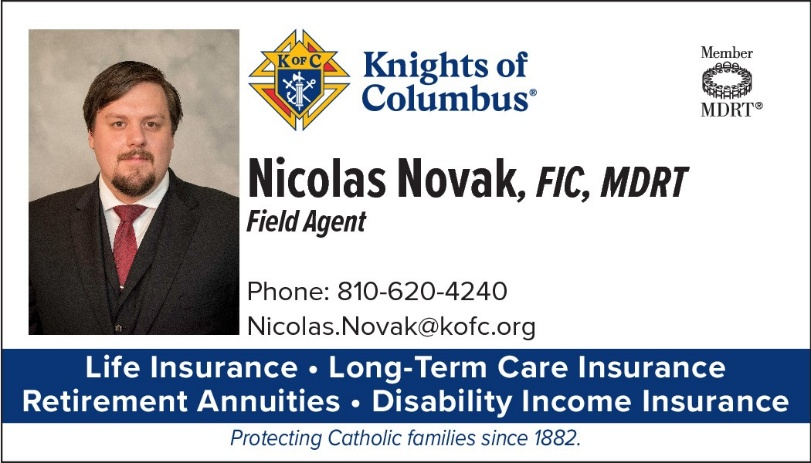 K OF C
Knights of
Columbus®
Member
MDRT®
Nicolas Novak, FIC, MDRT
Field Agent
Phone: 810-620-4240
Nicolas.Novak@kofc.org
Life Insurance • Long-Term Care Insurance
Retirement Annuities • Disability Income Insurance
Protecting Catholic families since 1882.